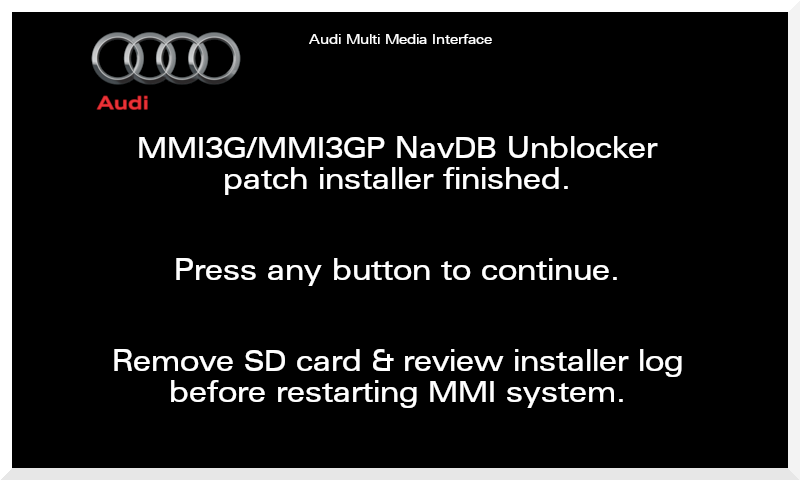 Audi Multi Media Interface
Audi
MMI3G/MMI3GP NavDB Unblocker
patch installer finished.
Press any button to continue.
Remove SD card & review installer log
before restarting MMI system.